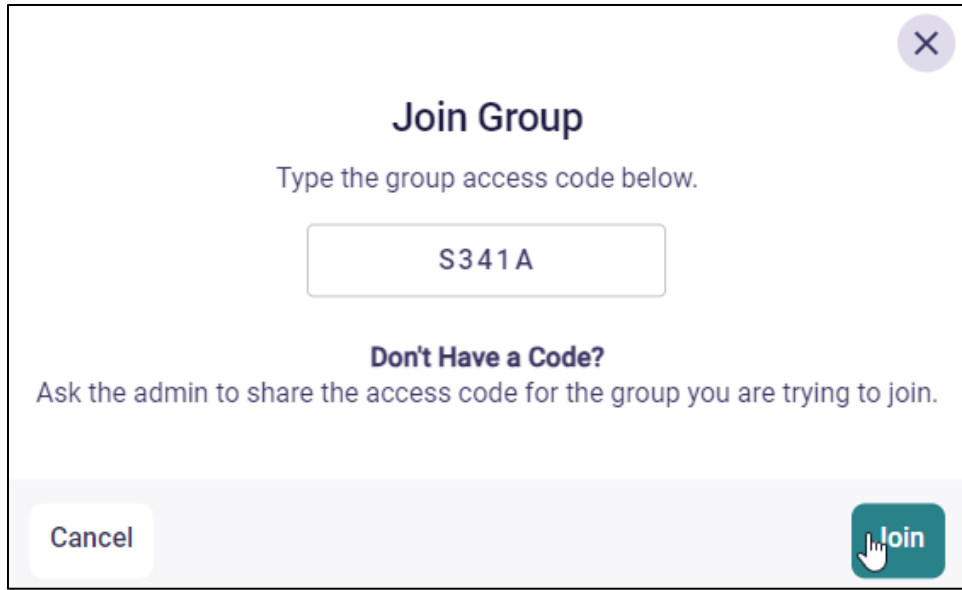 Join Group
Type the group access code below.
S341A
Don't Have a Code?
Ask the admin to share the access code for the group you are trying to join.
Cancel
Join